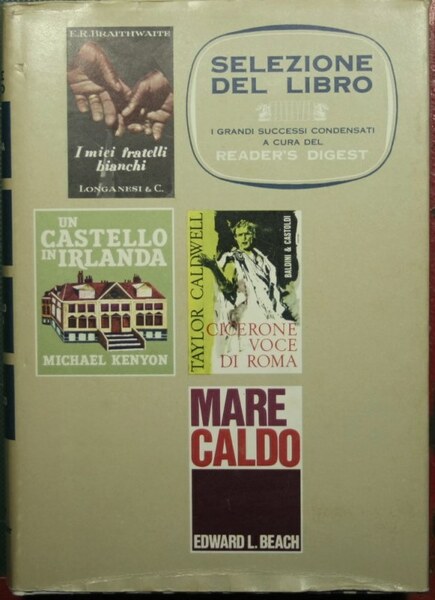 E.R. BRAITHWAITE
I miei fratelli
bianchi
LONGANESI & C.
SELEZIONE
DEL LIBRO
I GRANDI SUCCESSI CONDENSATI
A CURA DEL
READER'S DIGEST
UN
CASTELLO
IN IRLANDA
MICHAEL KENYON
TAYLOR CALDWELL
BALDINI & CASTOLDI
CICERONE
VOCE
DI ROMA
MARE
CALDO
EDWARD L. BEACH